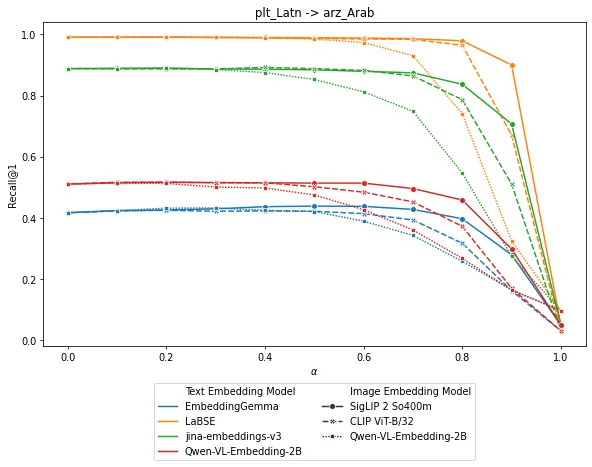 plt_Latn -> arz_Arab
Recall@1
1.0
0.8
0.6
0.4
0.2
0.0
0.0 0.2 0.4 0.6 0.8 1.0
α
Text Embedding Model
EmbeddingGemma
LaBSE
jina-embeddings-v3
Qwen-VL-Embedding-2B
Image Embedding Model
SigLIP 2 So400m
CLIP ViT-B/32
Qwen-VL-Embedding-2B